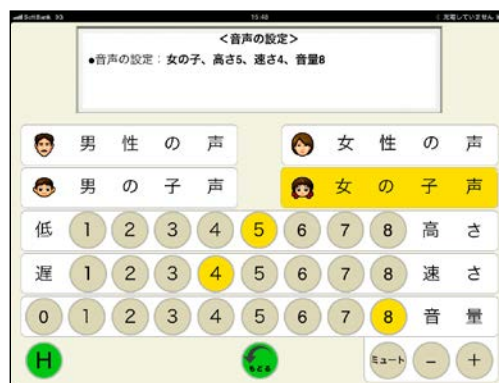 SoftBank 3G 15:48 充電していません
<音声の設定>
●音声の設定：女の子、高さ5、速さ4、音量8
男性の声 女性の声
男の子声 女の子声
低 1 2 3 4 5 6 7 8 高さ
遅 1 2 3 4 5 6 7 8 速さ
0 1 2 3 4 5 6 7 8 音量
H もどる ミュート − +